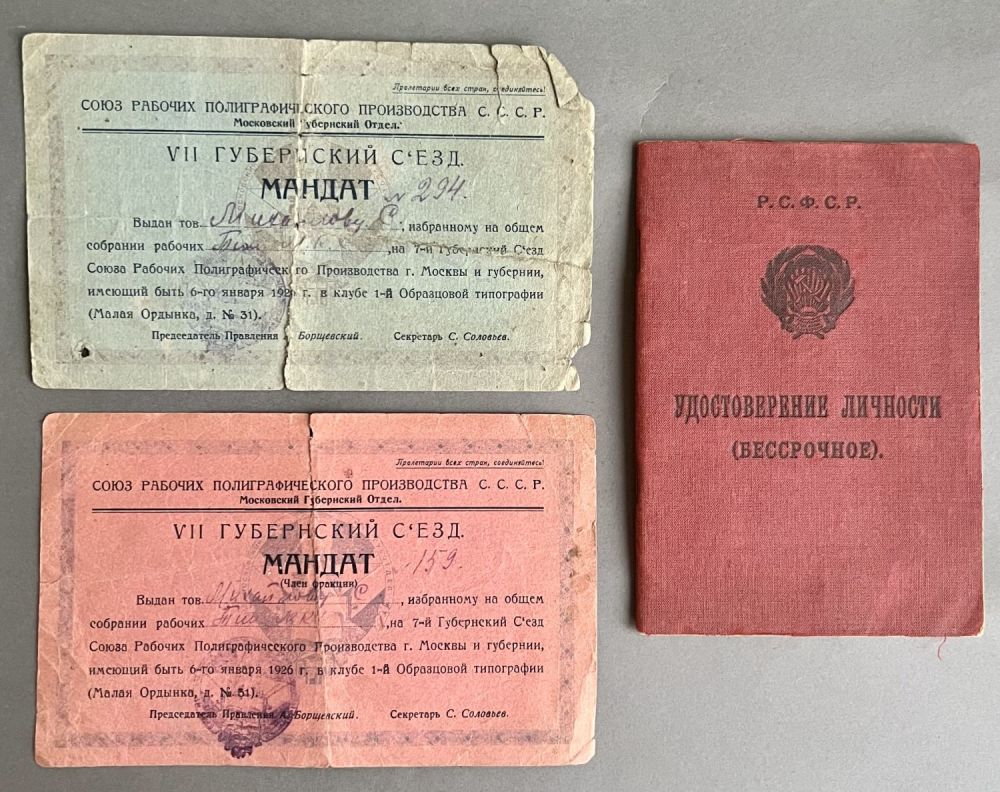 Пролетарии всех стран, соединяйтесь!
СОЮЗ РАБОЧИХ ПОЛИГРАФИЧЕСКОГО ПРОИЗВОДСТВА С. С. С. Р.
Московский Губернский Отдел.
VII ГУБЕРНСКИЙ С‘ЕЗД.
МАНДАТ № 294.
Выдан тов. Михайлову С., избранному на общем
собрании рабочих , на 7-й Губернский С‘езд
Союза Рабочих Полиграфического Производства г. Москвы и губернии,
имеющий быть 6-го января 1926 г. в клубе 1-й Образцовой типографии
(Малая Ордынка, д. № 31).
Председатель Правления А. Борщевский. Секретарь С. Соловьев.
Пролетарии всех стран, соединяйтесь!
СОЮЗ РАБОЧИХ ПОЛИГРАФИЧЕСКОГО ПРОИЗВОДСТВА С. С. С. Р.
Московский Губернский Отдел.
VII ГУБЕРНСКИЙ С‘ЕЗД.
МАНДАТ 159.
(Член фракции)
Выдан тов. Михайлову С, избранному на общем
собрании рабочих , на 7-й Губернский С‘езд
Союза Рабочих Полиграфического Производства г. Москвы и губернии,
имеющий быть 6-го января 1926 г. в клубе 1-й Образцовой типографии
(Малая Ордынка, д. № 31).
Председатель Правления А. Борщевский. Секретарь С. Соловьев.
Р. С. Ф. С. Р.
УДОСТОВЕРЕНИЕ ЛИЧНОСТИ
(БЕССРОЧНОЕ).